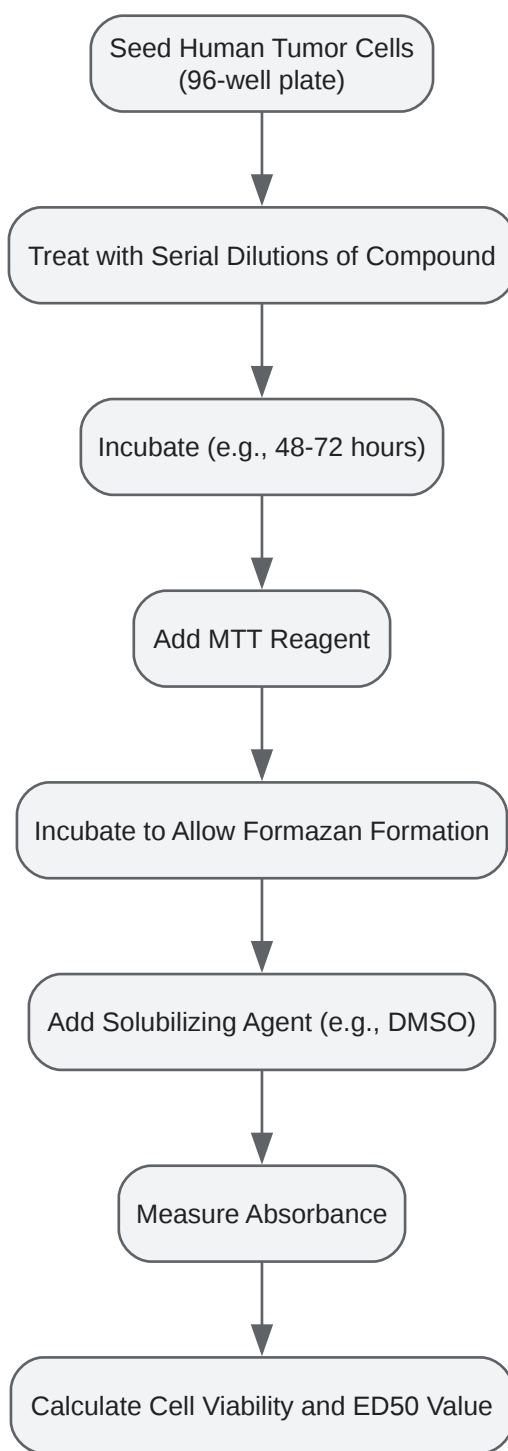 Seed Human Tumor Cells
(96-well plate)
Treat with Serial Dilutions of Compound
Incubate (e.g., 48-72 hours)
Add MTT Reagent
Incubate to Allow Formazan Formation
Add Solubilizing Agent (e.g., DMSO)
Measure Absorbance
Calculate Cell Viability and ED50 Value